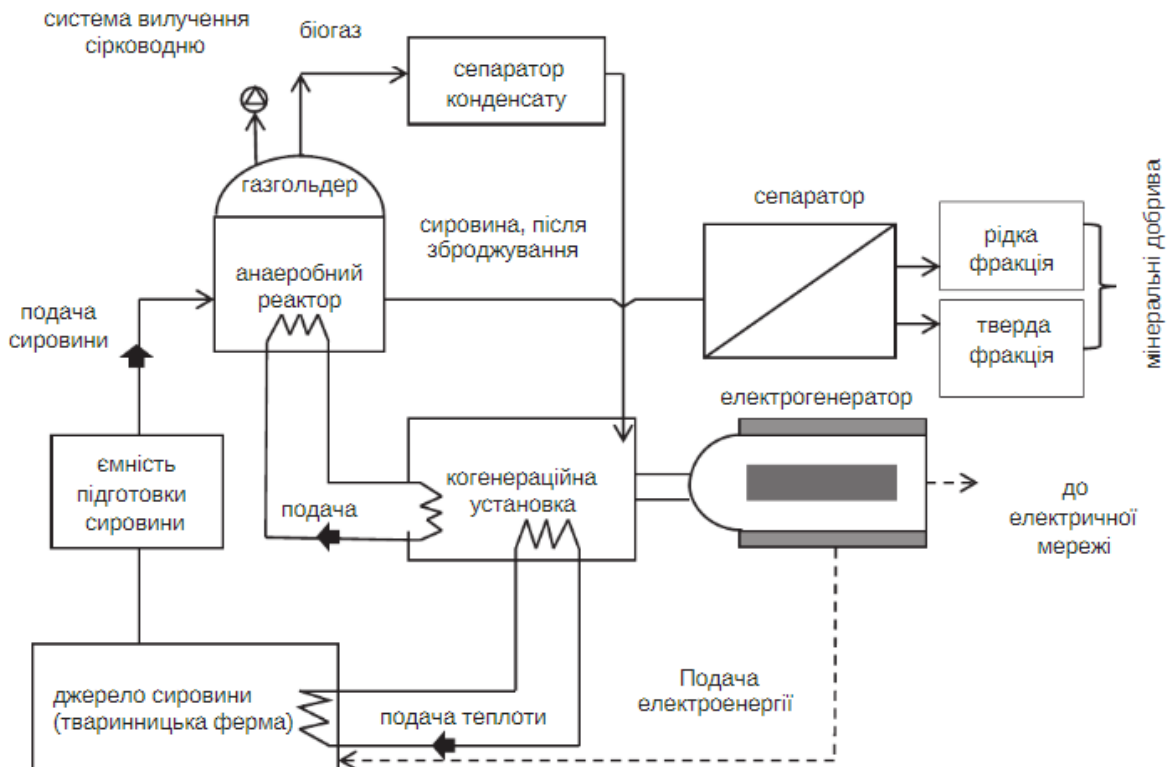 система вилучення
сірководню
біогаз
сепаратор
конденсату
газгольдер
сировина, після
зброджування
сепаратор
рідка
фракція
тверда
фракція
мінеральні добрива
анаеробний
реактор
подача
сировини
електрогенератор
ємність
підготовки
сировини
подача
когенераційна
установка
до
електричної
мережі
джерело сировини
(тваринницька ферма)
подача теплоти
Подача
електроенергії